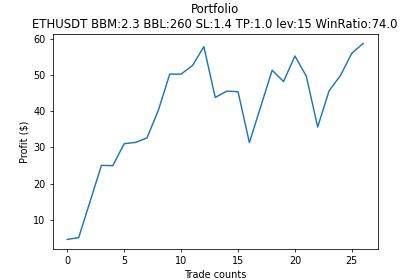 Portfolio
ETHUSDT BBM:2.3 BBL:260 SL:1.4 TP:1.0 lev:15 WinRatio:74.0
60
50
40
30
20
10
Profit ($)
0 5 10 15 20 25
Trade counts